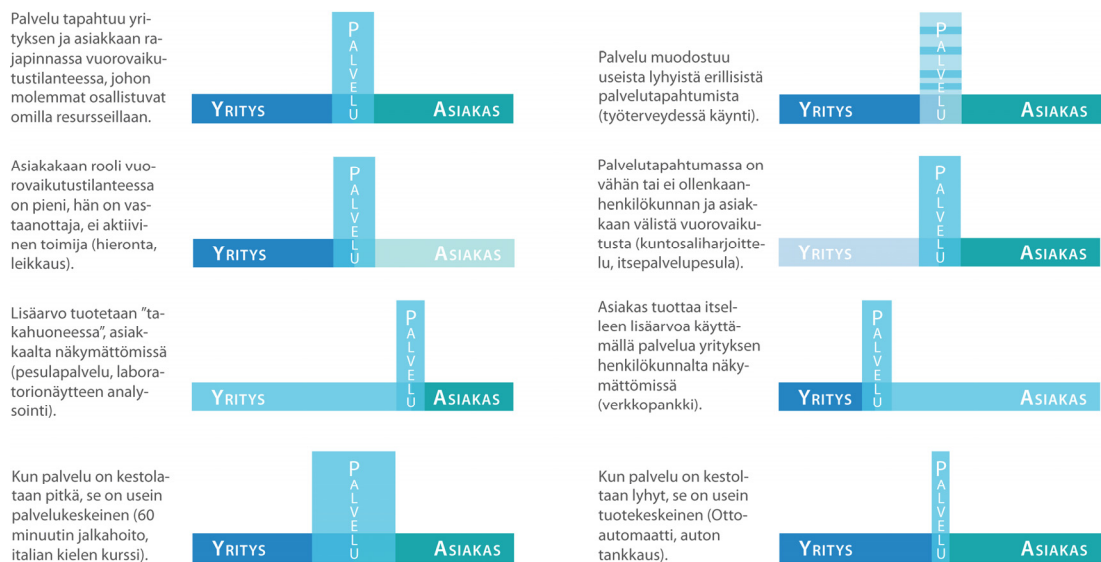 Palvelu tapahtuu yri-
tyksen ja asiakkaan ra-
japinnassa vuorovaiku-
tustilanteessa, johon
molemmat osallistuvat
omilla resursseillaan.
PALVELU
YRITYS
ASIAKAS
Palvelu muodostuu
useista lyhyistä erillisistä
palvelutapahtumista
(työterveydessä käynti).
PALVELU
YRITYS
ASIAKAS
Asiakakaan rooli vuo-
rovaikutustilanteessa
on pieni, hän on vas-
taanottaja, ei aktiivi-
nen toimija (hieronta,
leikkaus).
PALVELU
YRITYS
ASIAKAS
Palvelutapahtumassa on
vähän tai ei ollenkaan-
henkilökunnan ja asiak-
kaan välistä vuorovaiku-
tusta (kuntosaliharjoitte-
lu, itsepalvelupesula).
PALVELU
YRITYS
ASIAKAS
Lisäarvo tuotetaan ”ta-
kahuoneessa”, asiak-
kaalta näkymättömissä
(pesulapalvelu, labora-
torionäytteen analy-
sointi).
PALVELU
YRITYS
ASIAKAS
Asiakas tuottaa itsel-
leen lisäarvoa käyttä-
mällä palvelua yrityksen
henkilökunnalta näky-
mättömissä
(verkkopankki).
PALVELU
YRITYS
ASIAKAS
Kun palvelu on kestola-
taan pitkä, se on usein
palvelukeskeinen (60
minuutin jalkahoito,
italian kielen kurssi).
PALVELU
YRITYS
ASIAKAS
Kun palvelu on kestol-
taan lyhyt, se on usein
tuotekeskeinen (Otto-
automaatti, auton
tankkaus).
PALVELU
YRITYS
ASIAKAS